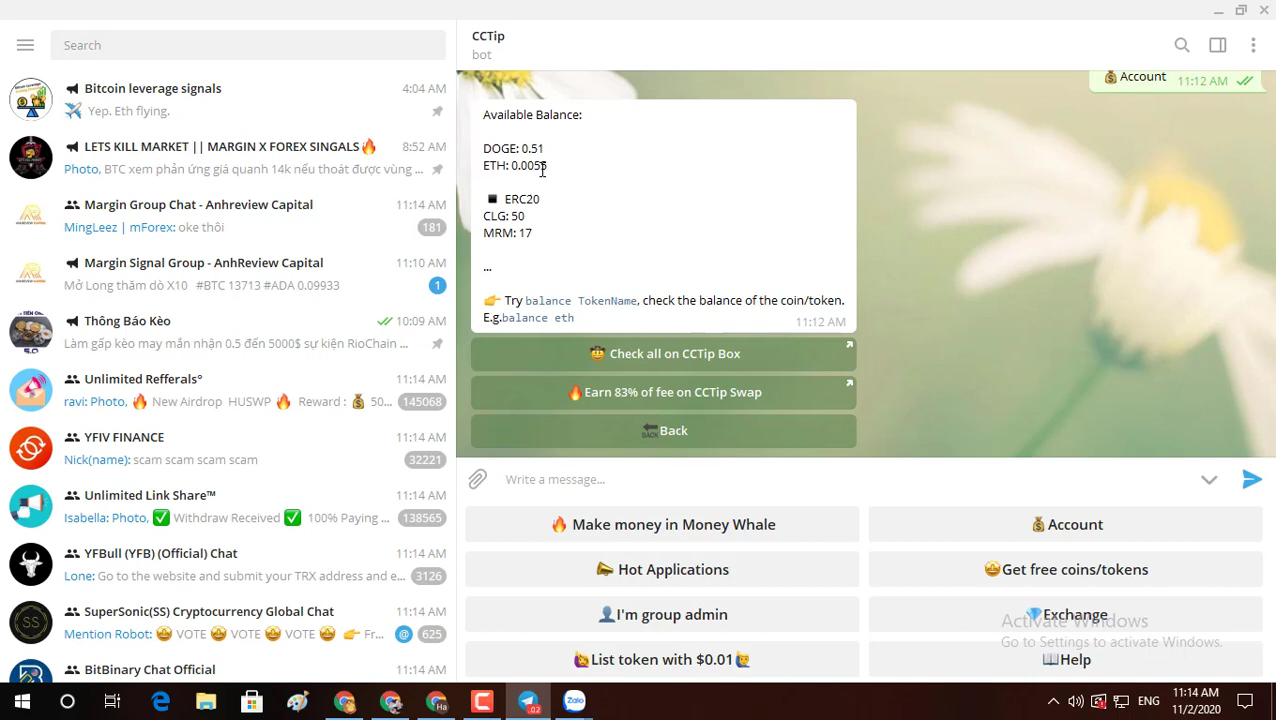 Search
Bitcoin leverage signals
4:04 AM
Yep. Eth flying.
LETS KILL MARKET || MARGIN X FOREX SINGALS🔥
8:52 AM
Photo, BTC xem phản ứng giá quanh 14k nếu thoát được vùng ...
Margin Group Chat - Anhreview Capital
11:14 AM
MingLeez | mForex: oke thôi
181
Margin Signal Group - AnhReview Capital
11:10 AM
Mở Long thăm dò X10 #BTC 13713 #ADA 0.09933
1
Thông Báo Kèo
10:09 AM
Làm gấp kèo may mắn nhận 0.5 đến 5000$ sự kiện RioChain ...
Unlimited Refferals°
11:14 AM
ravi: Photo, 🔥 New Airdrop HUSWP 🔥 Reward : 💰 50...
145068
YFIV FINANCE
11:14 AM
Nick(name): scam scam scam scam
32221
Unlimited Link Share™
11:14 AM
Isabella: Photo, ✅ Withdraw Received ✅ 100% Paying ...
138565
YFBull (YFB) (Official) Chat
11:14 AM
Lone: Go to the website and submit your TRX address and e...
3126
SuperSonic(SS) Cryptocurrency Global Chat
11:14 AM
Mention Robot: 🤩 VOTE 🤩 VOTE 🤩 VOTE 🤩 👉 Fr...
@ 625
BitBinary Chat Official
11:14 AM
CCTip
bot
💰 Account
11:12 AM
Available Balance:
DOGE: 0.51
ETH: 0.0055
◾ ERC20
CLG: 50
MRM: 17
...
👉 Try balance TokenName, check the balance of the coin/token.
E.g.balance eth
11:12 AM
🤠 Check all on CCTip Box
🔥Earn 83% of fee on CCTip Swap
🔙Back
Write a message...
🔥 Make money in Money Whale
💰Account
📣 Hot Applications
🤩Get free coins/tokens
👤I'm group admin
💎Exchange
🙋List token with $0.01🙋‍♂️
📖Help
Activate Windows
Go to Settings to activate Windows.
Ha
02
Zalo
ENG
11:14 AM
11/2/2020